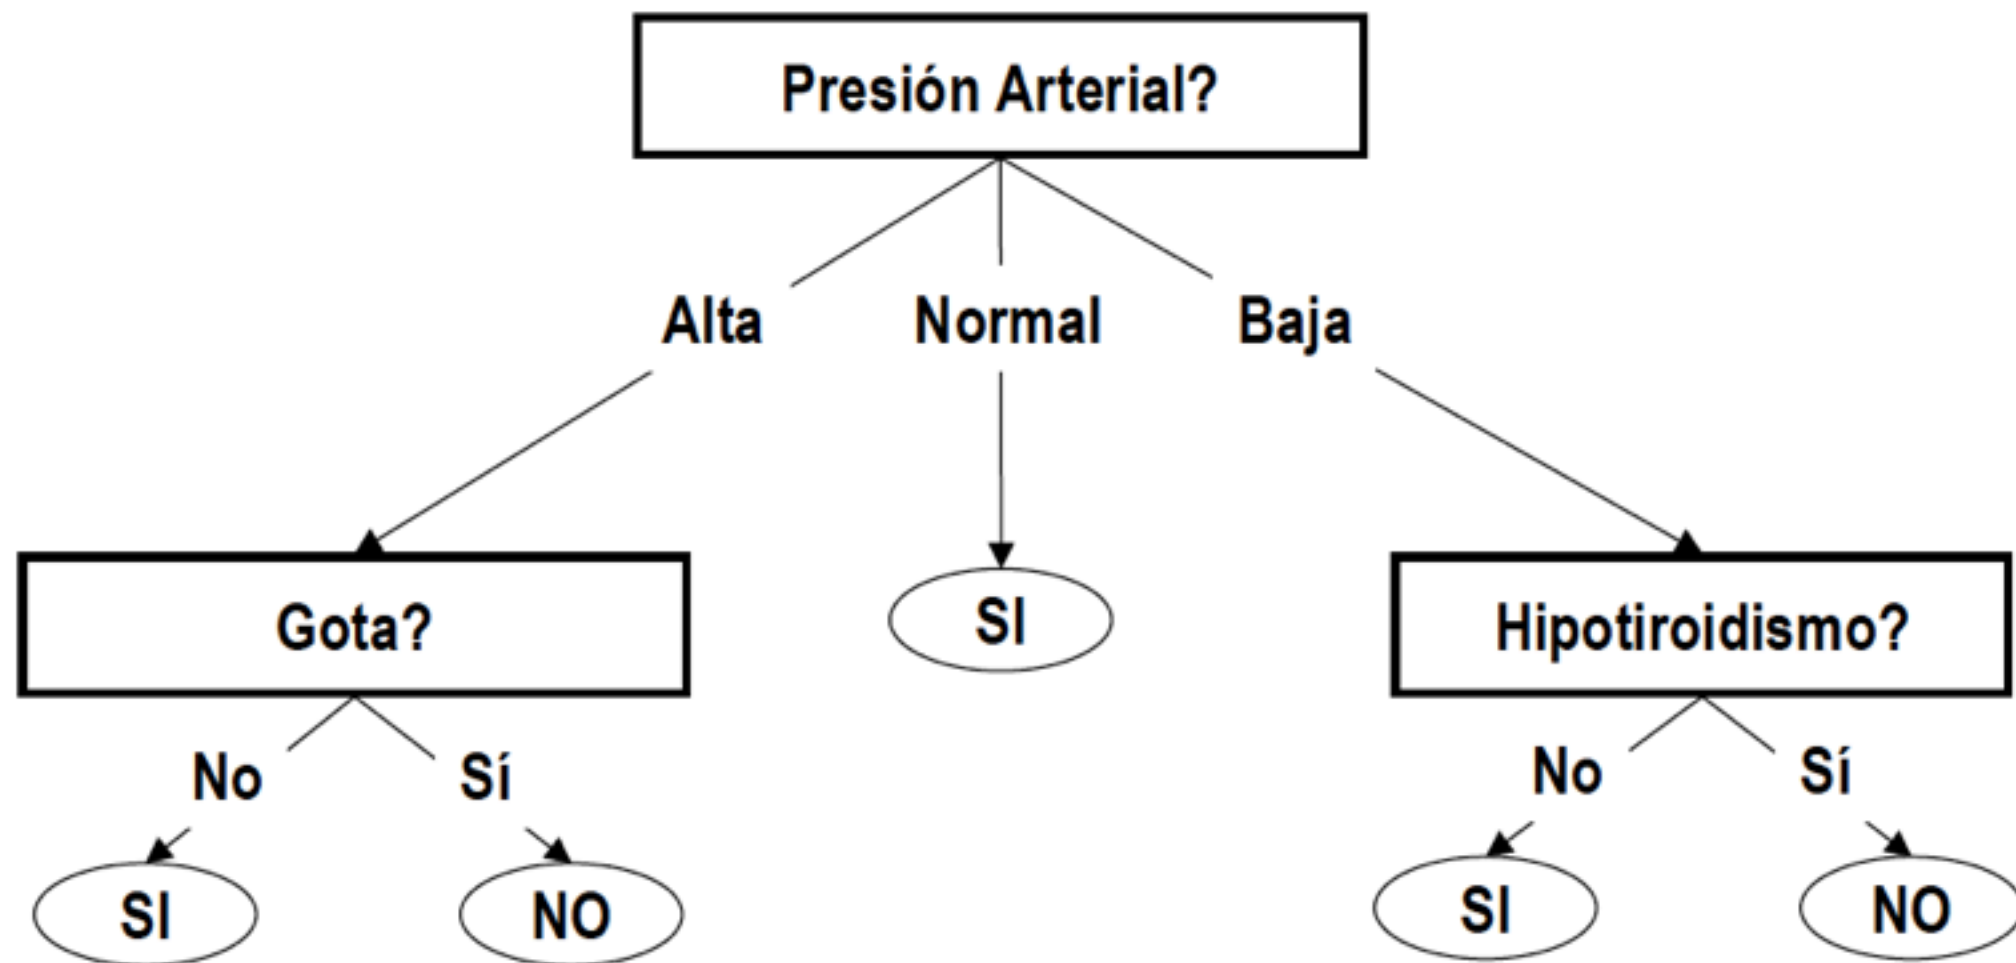 Presión Arterial?
Alta Normal Baja
Gota? SI Hipotiroidismo?
No Sí No Sí
SI NO SI NO